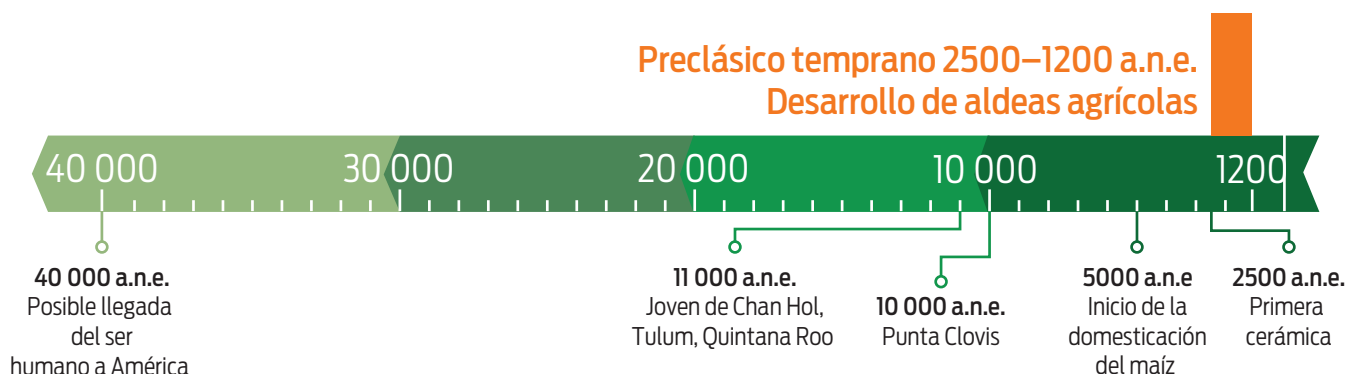 Preclásico temprano 2500–1200 a.n.e.
Desarrollo de aldeas agrícolas
40 000 30 000 20 000 10 000 1200
40 000 a.n.e.
Posible llegada
del ser
humano a América
11 000 a.n.e.
Joven de Chan Hol,
Tulum, Quintana Roo
10 000 a.n.e.
Punta Clovis
5000 a.n.e
Inicio de la
domesticación
del maíz
2500 a.n.e.
Primera
cerámica